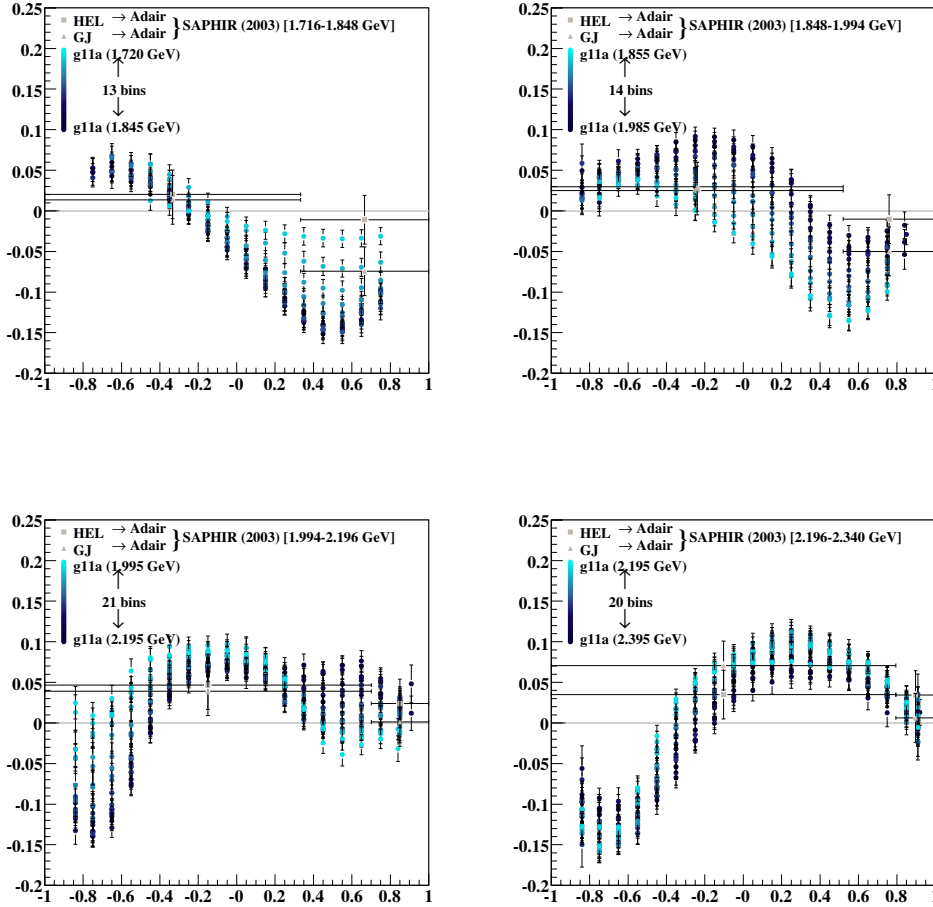 0.25
0.2
0.15
0.1
0.05
0
-0.05
-0.1
-0.15
-0.2
-1 -0.8 -0.6 -0.4 -0.2 -0 0.2 0.4 0.6 0.8 1
HEL → Adair
GJ → Adair
} SAPHIR (2003) [1.716-1.848 GeV]
g11a (1.720 GeV)
13 bins
g11a (1.845 GeV)
0.25
0.2
0.15
0.1
0.05
0
-0.05
-0.1
-0.15
-0.2
-1 -0.8 -0.6 -0.4 -0.2 -0 0.2 0.4 0.6 0.8 1
HEL → Adair
GJ → Adair
} SAPHIR (2003) [1.848-1.994 GeV]
g11a (1.855 GeV)
14 bins
g11a (1.985 GeV)
0.25
0.2
0.15
0.1
0.05
0
-0.05
-0.1
-0.15
-0.2
-1 -0.8 -0.6 -0.4 -0.2 -0 0.2 0.4 0.6 0.8 1
HEL → Adair
GJ → Adair
} SAPHIR (2003) [1.994-2.196 GeV]
g11a (1.995 GeV)
21 bins
g11a (2.195 GeV)
0.25
0.2
0.15
0.1
0.05
0
-0.05
-0.1
-0.15
-0.2
-1 -0.8 -0.6 -0.4 -0.2 -0 0.2 0.4 0.6 0.8 1
HEL → Adair
GJ → Adair
} SAPHIR (2003) [2.196-2.340 GeV]
g11a (2.195 GeV)
20 bins
g11a (2.395 GeV)